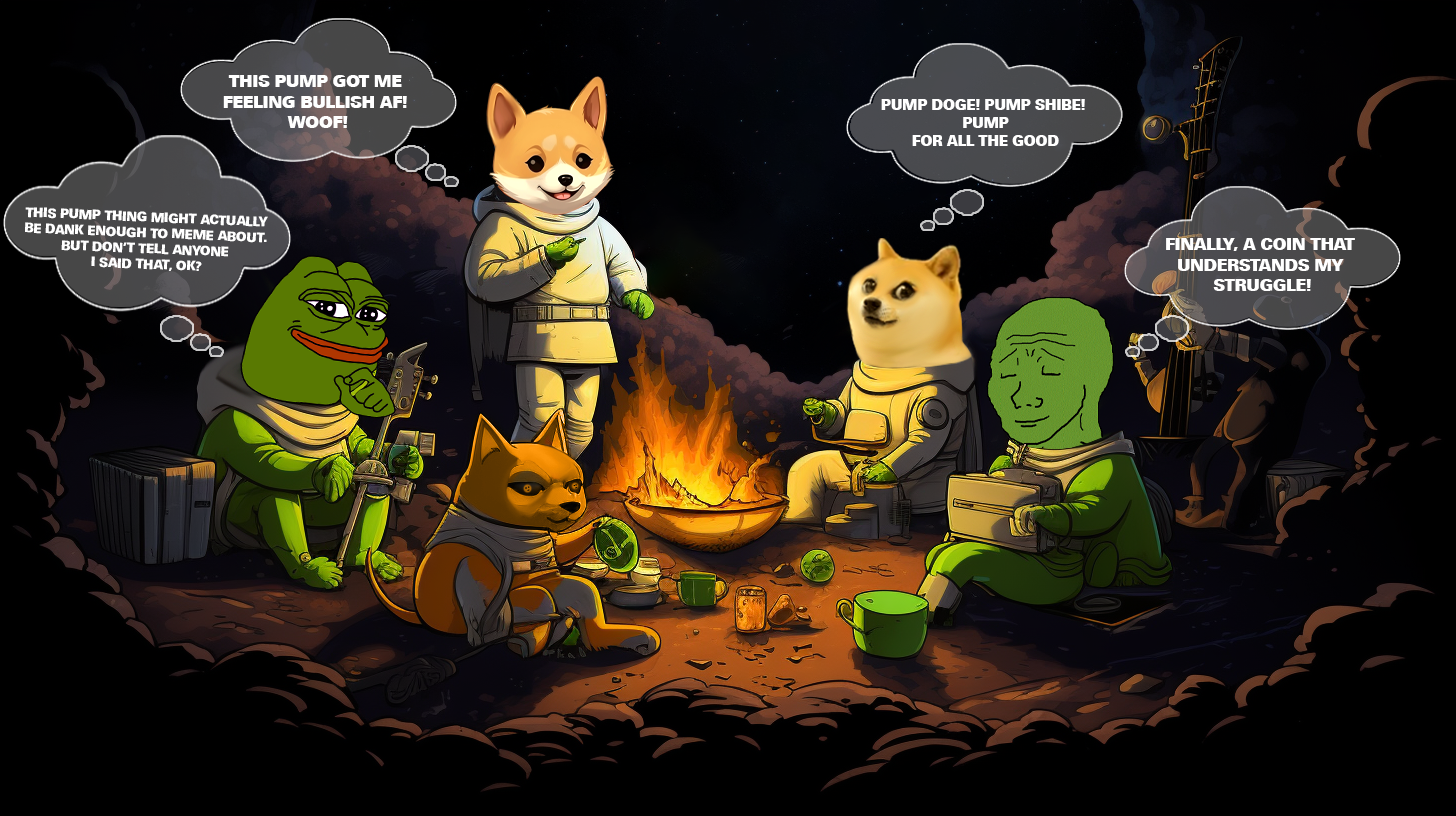 THIS PUMP GOT ME
FEELING BULLISH AF!
WOOF!
THIS PUMP THING MIGHT ACTUALLY
BE DANK ENOUGH TO MEME ABOUT.
BUT DON'T TELL ANYONE
I SAID THAT, OK?
PUMP DOGE! PUMP SHIBE!
PUMP
FOR ALL THE GOOD
FINALLY, A COIN THAT
UNDERSTANDS MY
STRUGGLE!